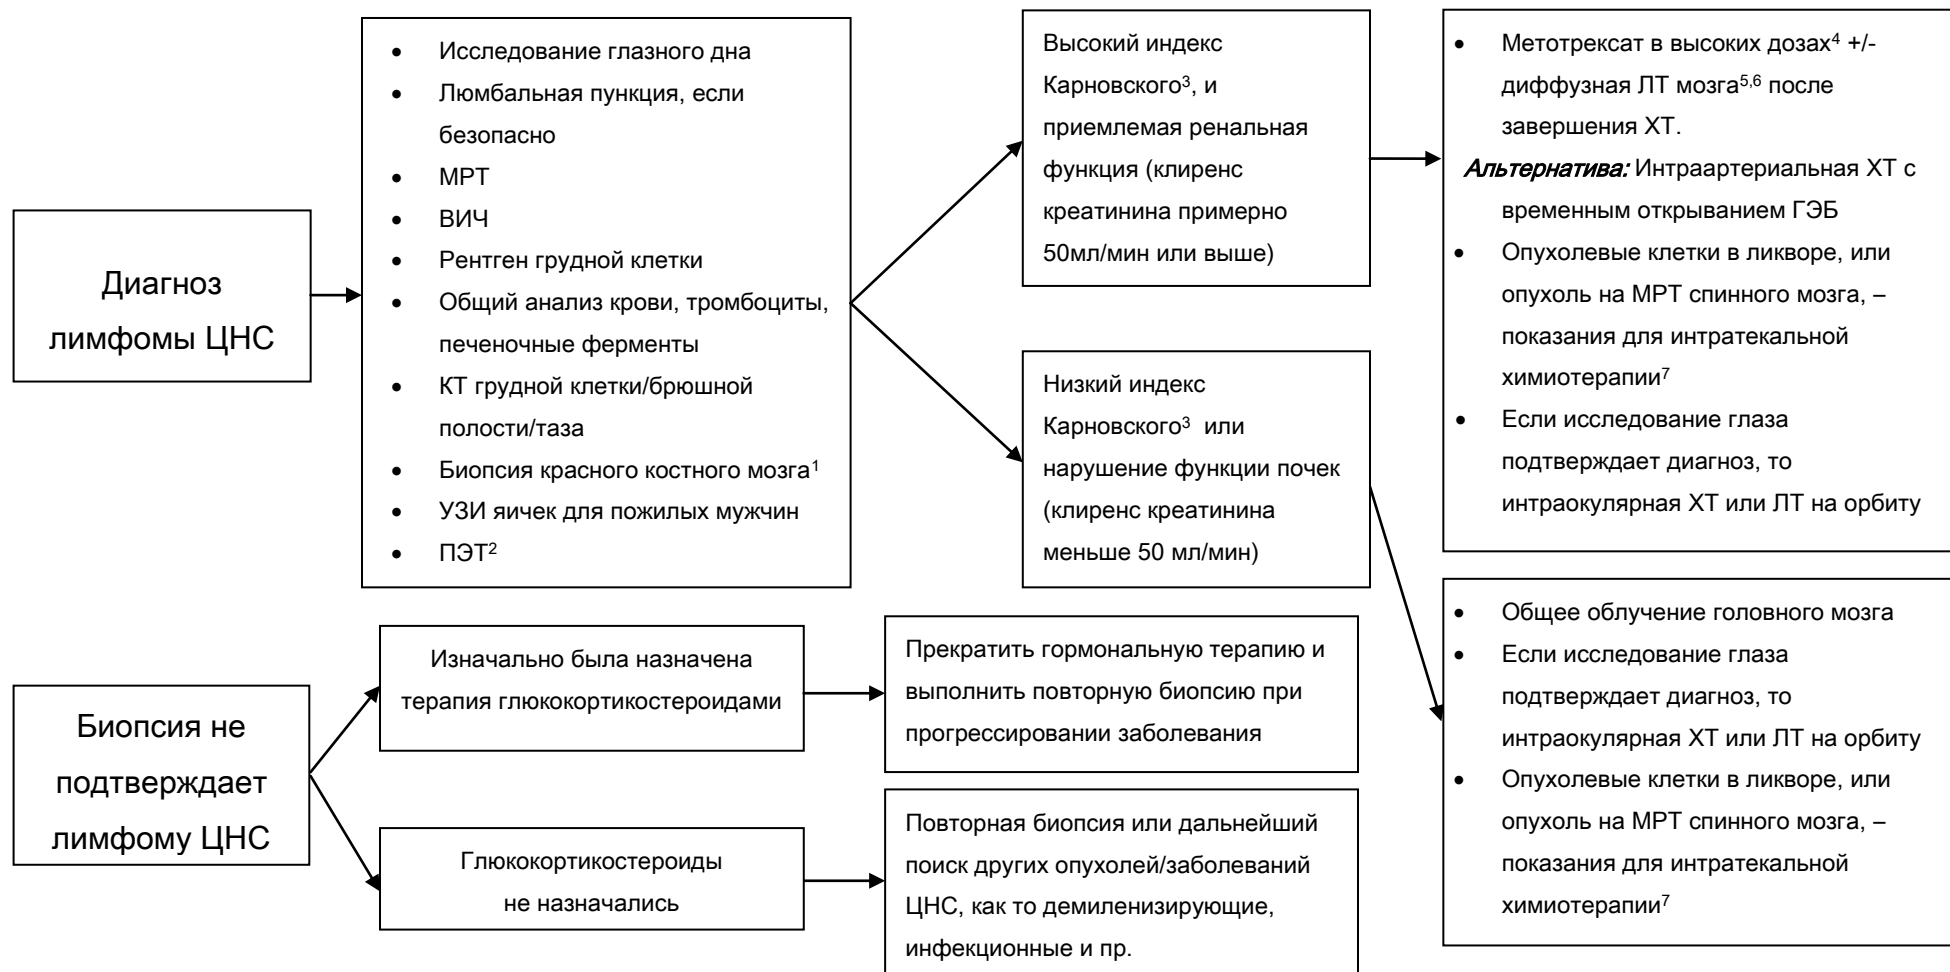 Диагноз
лимфомы ЦНС
• Исследование глазного дна
• Люмбальная пункция, если
безопасно
• МРТ
• ВИЧ
• Рентген грудной клетки
• Общий анализ крови, тромбоциты,
печеночные ферменты
• КТ грудной клетки/брюшной
полости/таза
• Биопсия красного костного мозга¹
• УЗИ яичек для пожилых мужчин
• ПЭТ²
Высокий индекс
Карновского³, и
приемлемая ренальная
функция (клиренс
креатинина примерно
50мл/мин или выше)
Низкий индекс
Карновского³ или
нарушение функции почек
(клиренс креатинина
меньше 50 мл/мин)
• Метотрексат в высоких дозах⁴ +/-
диффузная ЛТ мозга⁵,⁶ после
завершения ХТ.
Альтернатива: Интраартериальная ХТ с
временным открыванием ГЭБ
• Опухолевые клетки в ликворе, или
опухоль на МРТ спинного мозга, –
показания для интратекальной
химиотерапии⁷
• Если исследование глаза
подтверждает диагноз, то
интраокулярная ХТ или ЛТ на орбиту
• Общее облучение головного мозга
• Если исследование глаза
подтверждает диагноз, то
интраокулярная ХТ или ЛТ на орбиту
• Опухолевые клетки в ликворе, или
опухоль на МРТ спинного мозга, –
показания для интратекальной
химиотерапии⁷
Биопсия не
подтверждает
лимфому ЦНС
Изначально была назначена
терапия глюкокортикостероидами
Прекратить гормональную терапию и
выполнить повторную биопсию при
прогрессировании заболевания
Глюкокортикостероиды
не назначались
Повторная биопсия или дальнейший
поиск других опухолей/заболеваний
ЦНС, как то демиленизирующие,
инфекционные и пр.